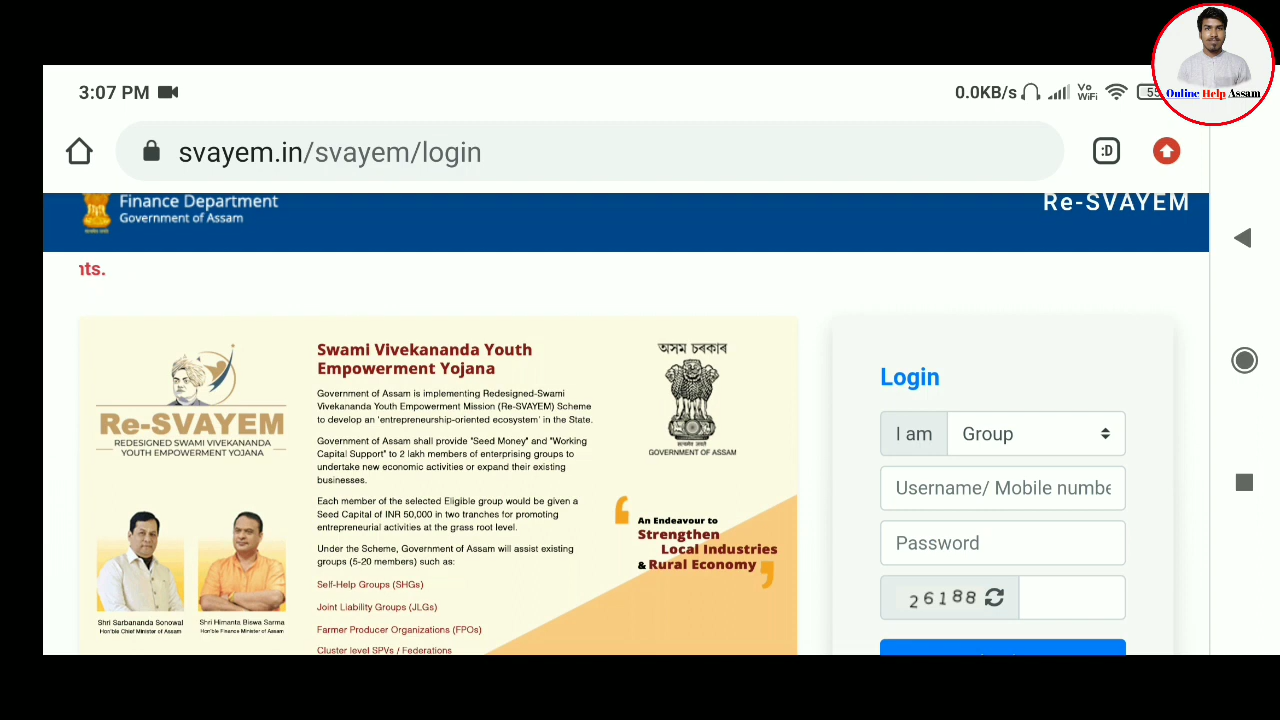 Online Help Assam
3:07 PM
0.0KB/s
Vo
WiFi
55
svayem.in/svayem/login
:D
Finance Department
Government of Assam
Re-SVAYEM
nts.
Re-SVAYEM
REDESIGNED SWAMI VIVEKANANDA
YOUTH EMPOWERMENT YOJANA
Shri Sarbananda Sonowal
Hon'ble Chief Minister of Assam
Shri Himanta Biswa Sarma
Hon'ble Finance Minister of Assam
Swami Vivekananda Youth
Empowerment Yojana
Government of Assam is implementing Redesigned-Swami
Vivekananda Youth Empowerment Mission (Re-SVAYEM) Scheme
to develop an 'entrepreneurship-oriented ecosystem' in the State.
Government of Assam shall provide "Seed Money" and "Working
Capital Support" to 2 lakh members of enterprising groups to
undertake new economic activities or expand their existing
businesses.
Each member of the selected Eligible group would be given a
Seed Capital of INR 50,000 in two tranches for promoting
entrepreneurial activities at the grass root level.
Under the Scheme, Government of Assam will assist existing
groups (5-20 members) such as:
Self-Help Groups (SHGs)
Joint Liability Groups (JLGs)
Farmer Producer Organizations (FPOs)
Cluster level SPVs / Federations
অসম চৰকাৰ
सत्यमेव जयते
GOVERNMENT OF ASSAM
An Endeavour to
Strengthen
Local Industries
& Rural Economy
Login
I am
Group
Username/ Mobile numbe
Password
26188